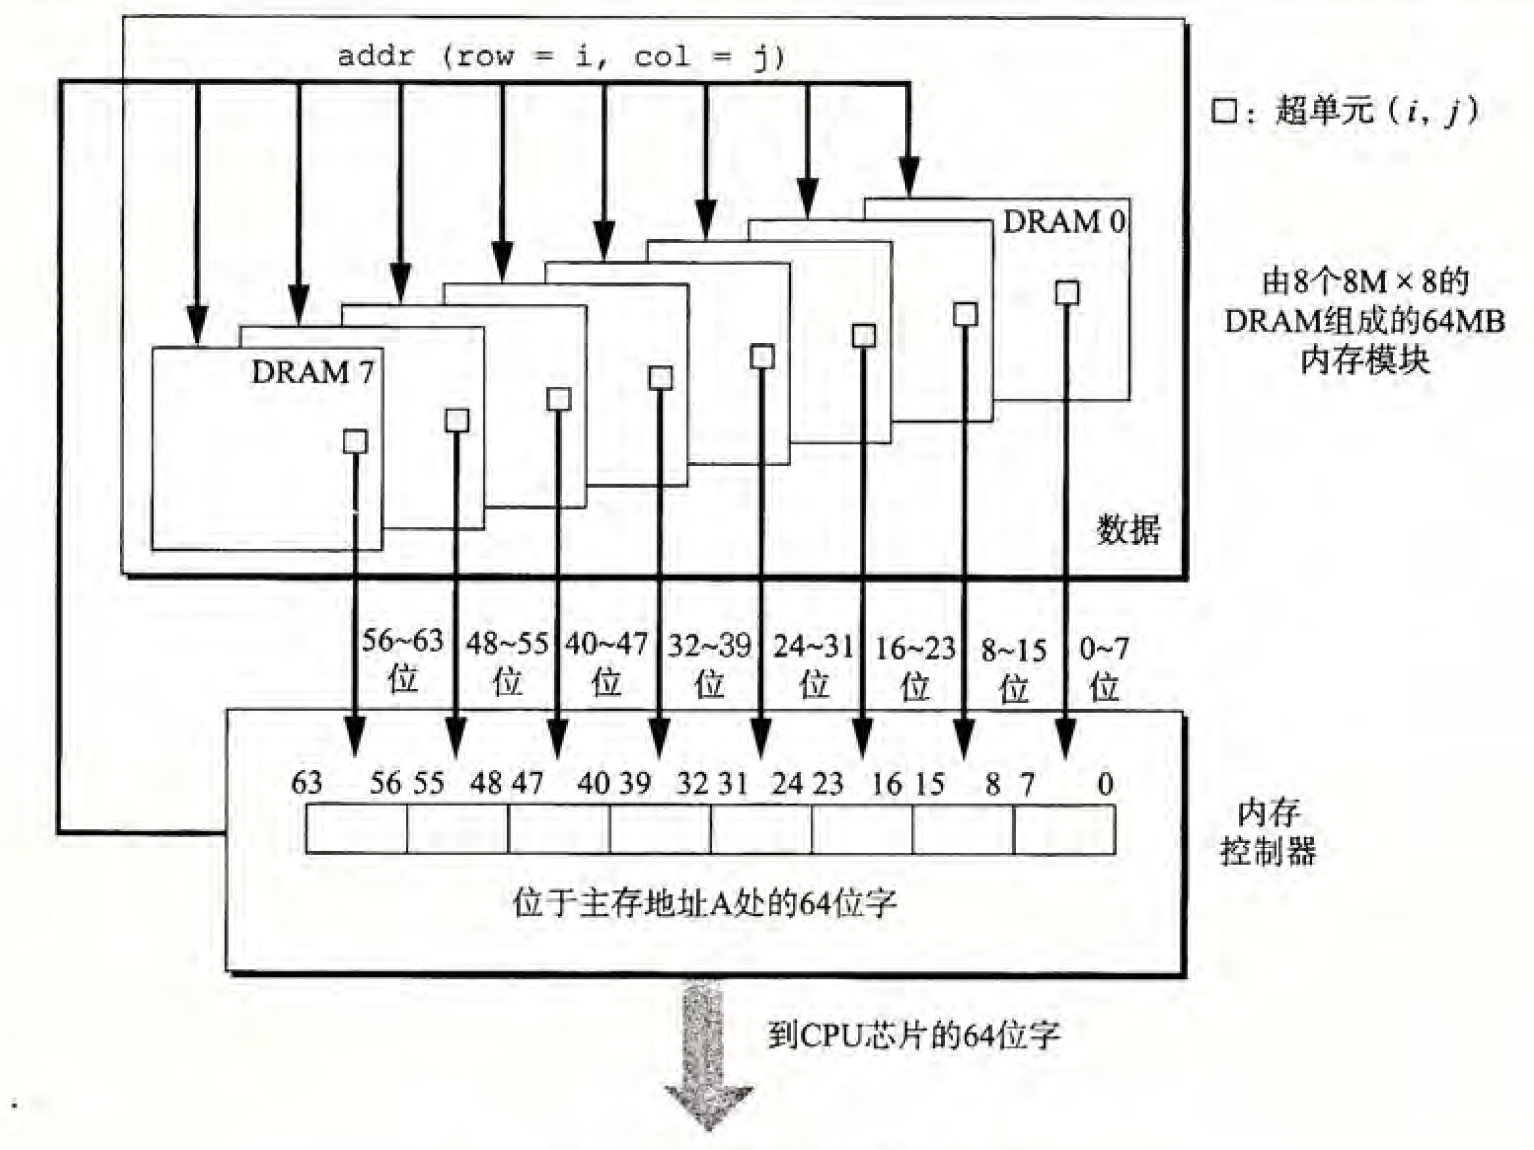 addr (row = i, col = j)
□：超单元（i, j）
DRAM 0
由8个8M × 8的
DRAM组成的64MB
内存模块
DRAM 7
数据
56~63 48~55 40~47 32~39 24~31 16~23 8~15 0~7
位 位 位 位 位 位 位 位
63 56 55 48 47 40 39 32 31 24 23 16 15 8 7 0
内存
控制器
位于主存地址A处的64位字
到CPU芯片的64位字